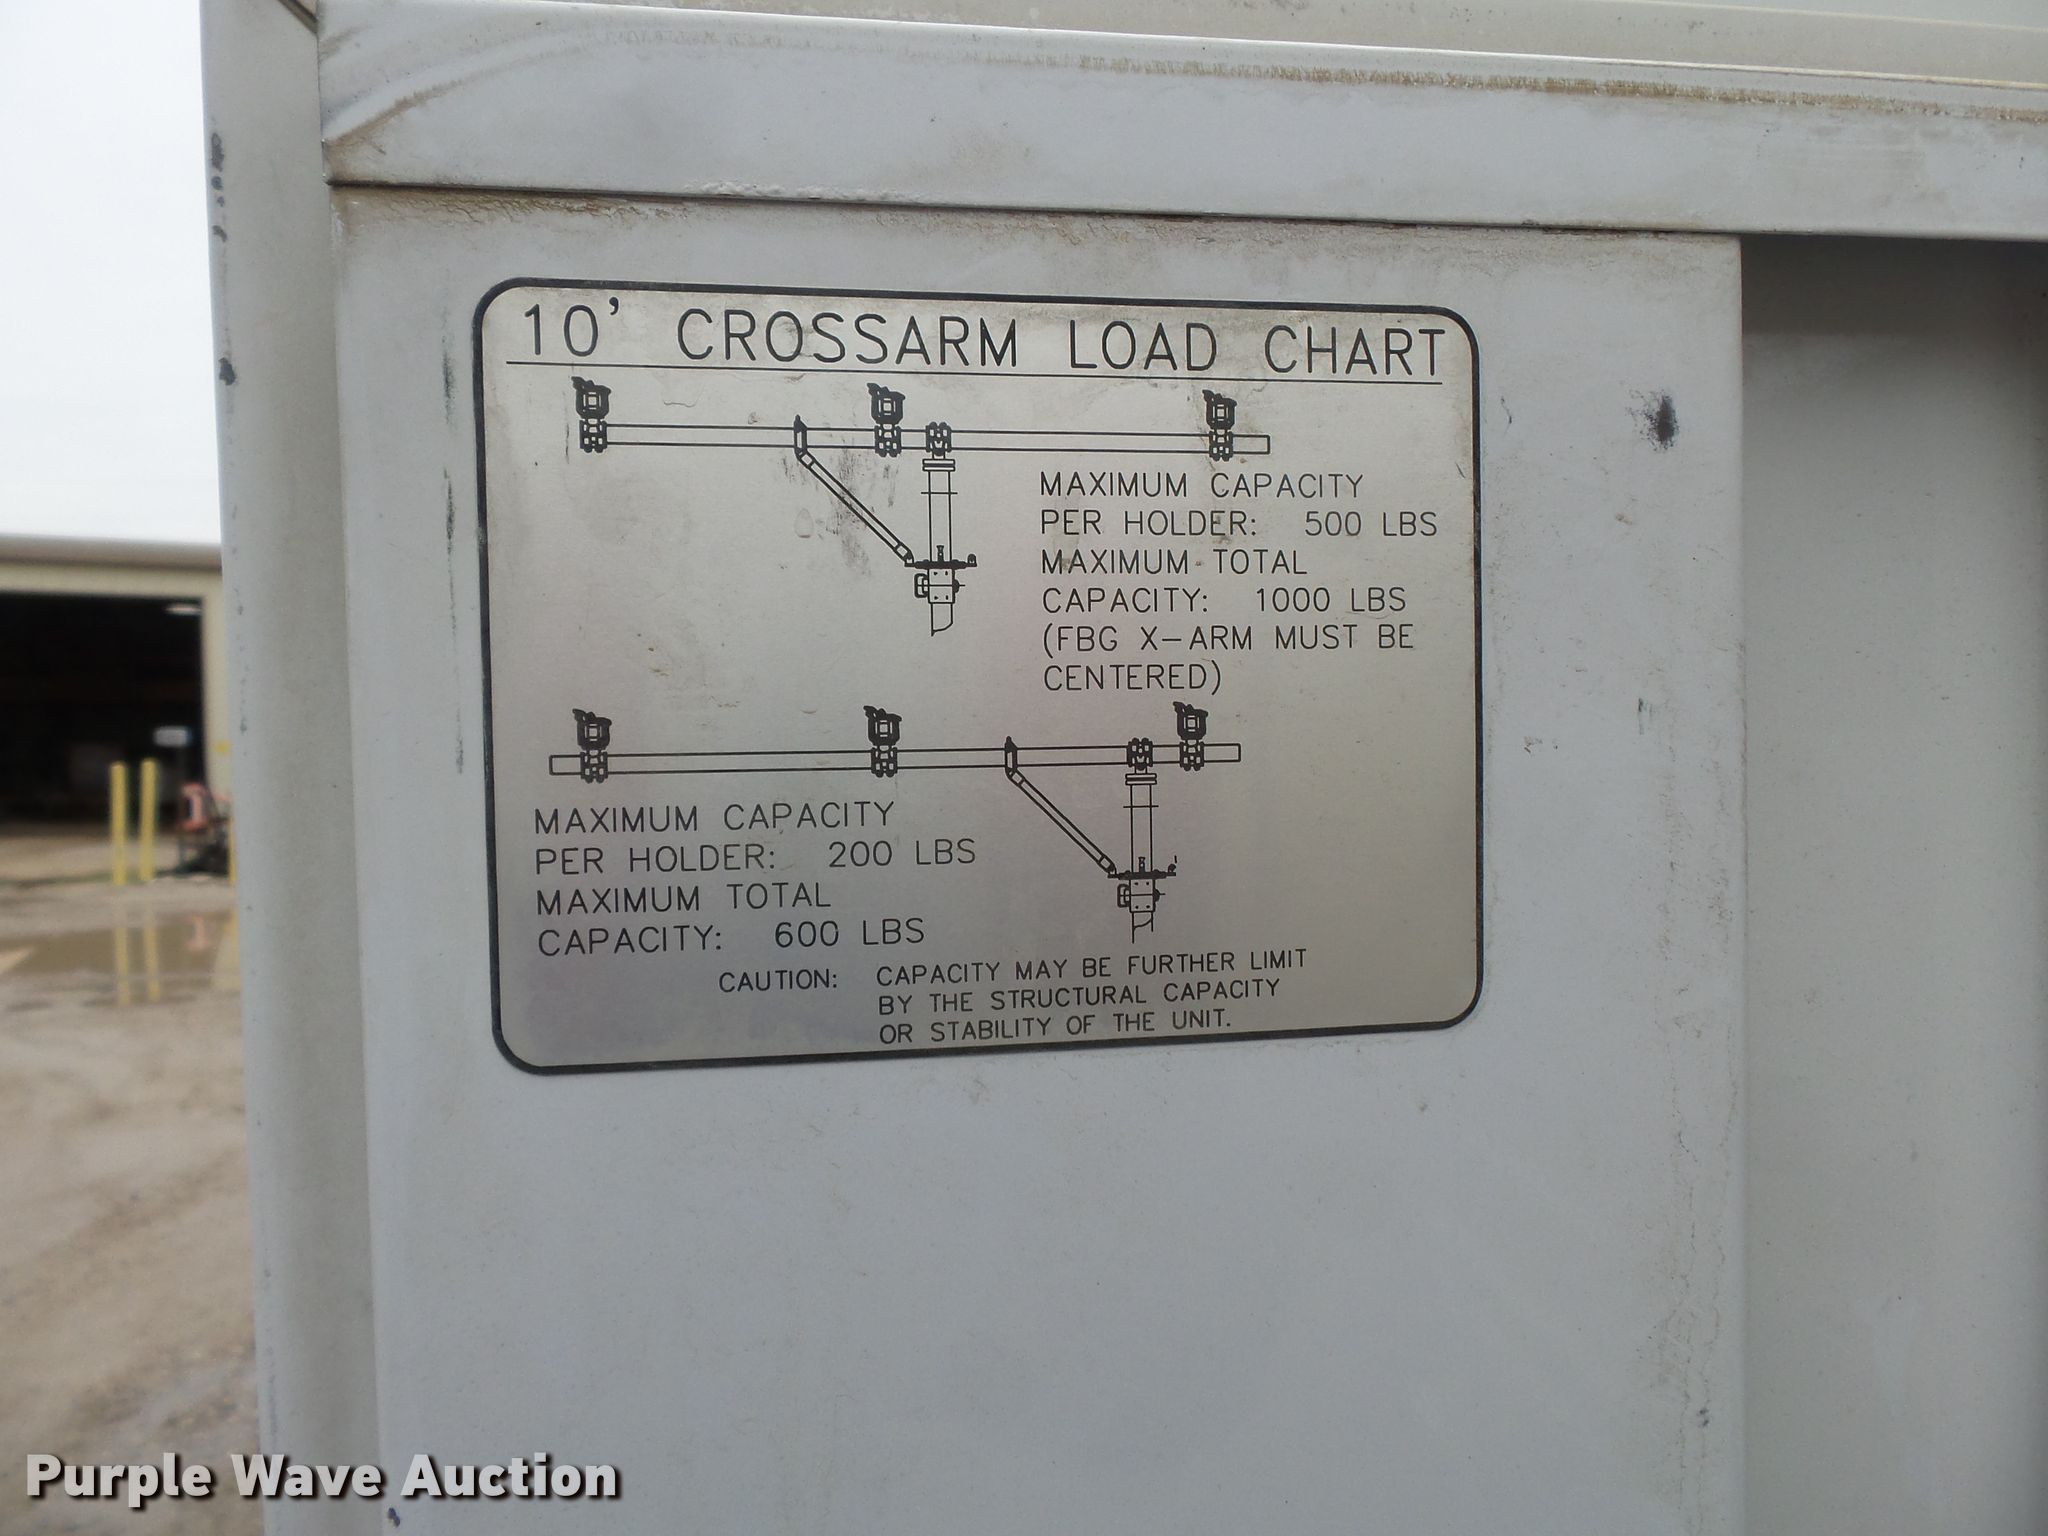 10' CROSSARM LOAD CHART
MAXIMUM CAPACITY
PER HOLDER: 500 LBS
MAXIMUM TOTAL
CAPACITY: 1000 LBS
(FBG X-ARM MUST BE
CENTERED)
MAXIMUM CAPACITY
PER HOLDER: 200 LBS
MAXIMUM TOTAL
CAPACITY: 600 LBS
CAUTION: CAPACITY MAY BE FURTHER LIMIT
BY THE STRUCTURAL CAPACITY
OR STABILITY OF THE UNIT.
Purple Wave Auction